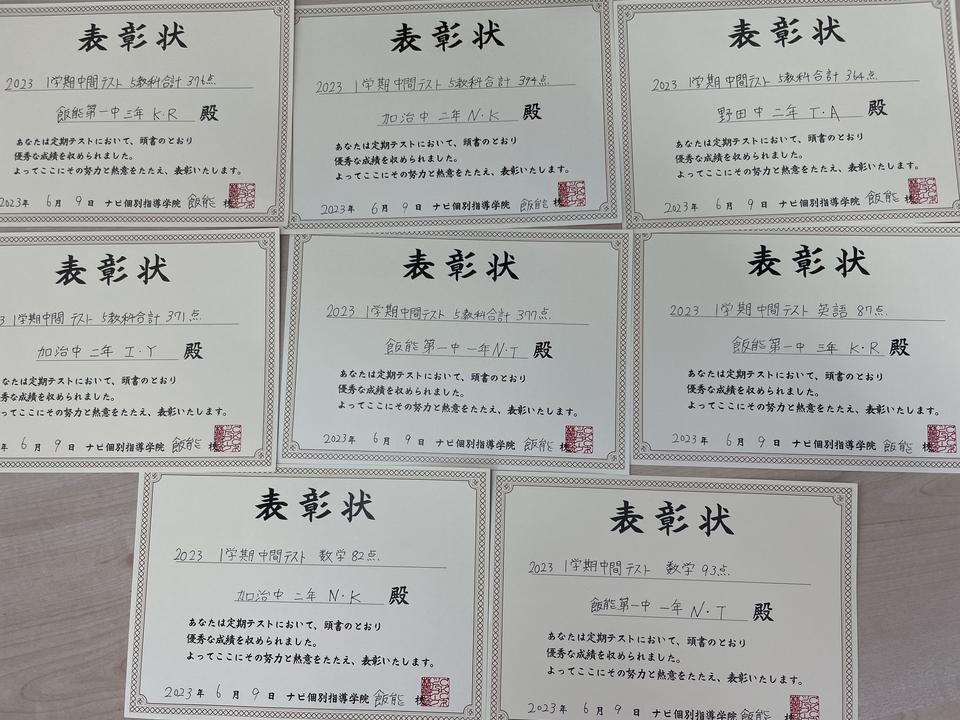 表彰状
2023 1学期中間テスト 5教科合計 376点
飯能第一中 三年 K・R 殿
あなたは定期テストにおいて、頭書のとおり
優秀な成績を収められました。
よってここにその努力と熱意をたたえ、表彰いたします。
2023年 6月 9日 ナビ個別指導学院 飯能 校
表彰状
2023 1学期中間テスト 5教科合計 394点
加治中 二年 N・K 殿
あなたは定期テストにおいて、頭書のとおり
優秀な成績を収められました。
よってここにその努力と熱意をたたえ、表彰いたします。
2023年 6月 9日 ナビ個別指導学院 飯能 校
表彰状
2023 1学期中間テスト 5教科合計 364点
野田中 二年 T・A 殿
あなたは定期テストにおいて、頭書のとおり
優秀な成績を収められました。
よってここにその努力と熱意をたたえ、表彰いたします。
2023年 6月 9日 ナビ個別指導学院 飯能 校
表彰状
3 1学期中間テスト 5教科合計 371点
加治中 二年 I・Y 殿
なたは定期テストにおいて、頭書のとおり
秀な成績を収められました。
ってここにその努力と熱意をたたえ、表彰いたします。
年 6月 9日 ナビ個別指導学院 飯能 校
表彰状
2023 1学期中間テスト 5教科合計 377点
飯能第一中 一年 N・T 殿
あなたは定期テストにおいて、頭書のとおり
優秀な成績を収められました。
よってここにその努力と熱意をたたえ、表彰いたします。
2023年 6月 9日 ナビ個別指導学院 飯能 校
表彰状
2023 1学期中間テスト 英語 87点
飯能第一中 三年 K・R 殿
あなたは定期テストにおいて、頭書のとおり
優秀な成績を収められました。
よってここにその努力と熱意をたたえ、表彰いたします。
2023年 6月 9日 ナビ個別指導学院 飯能 校
表彰状
2023 1学期中間テスト 数学 82点
加治中 二年 N・K 殿
あなたは定期テストにおいて、頭書のとおり
優秀な成績を収められました。
よってここにその努力と熱意をたたえ、表彰いたします。
2023年 6月 9日 ナビ個別指導学院 飯能 校
表彰状
2023 1学期中間テスト 数学 93点
飯能第一中 一年 N・T 殿
あなたは定期テストにおいて、頭書のとおり
優秀な成績を収められました。
よってここにその努力と熱意をたたえ、表彰いたします。
2023年 6月 9日 ナビ個別指導学院 飯能 校